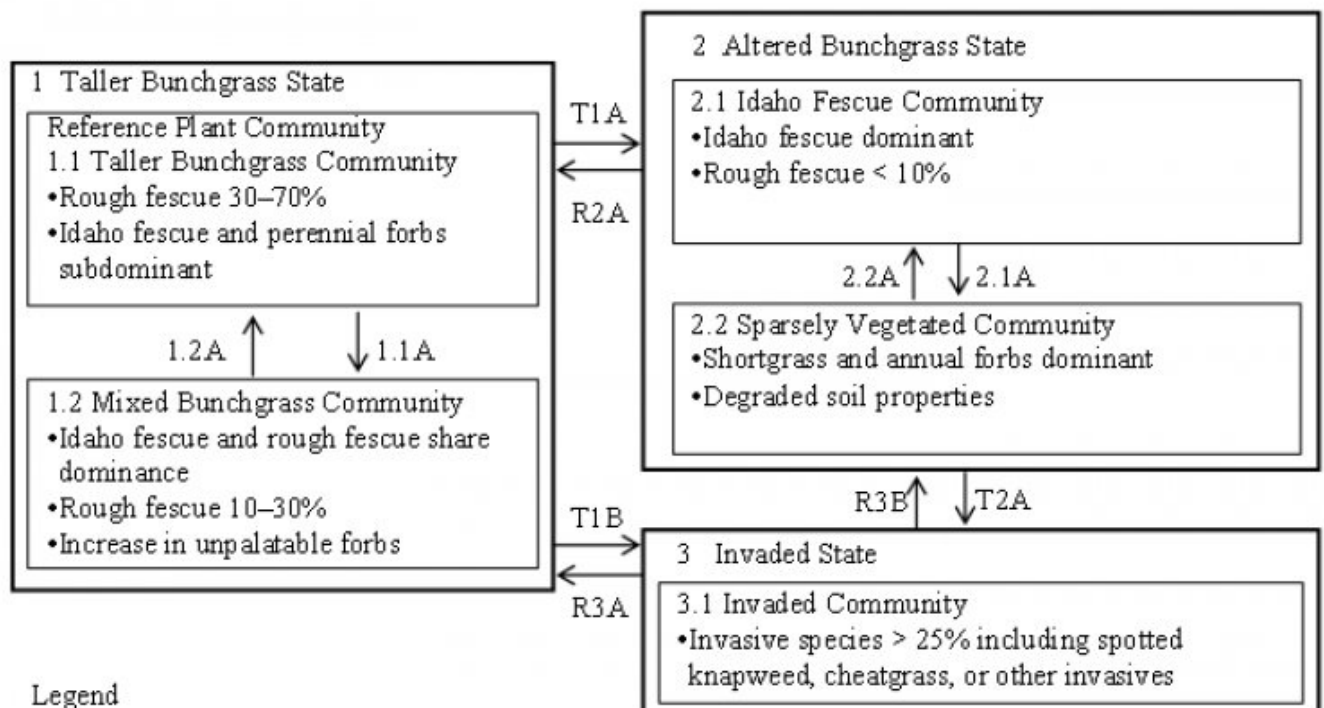 1 Taller Bunchgrass State
Reference Plant Community
1.1 Taller Bunchgrass Community
•Rough fescue 30–70%
•Idaho fescue and perennial forbs
subdominant
1.2A
1.1A
1.2 Mixed Bunchgrass Community
•Idaho fescue and rough fescue share
dominance
•Rough fescue 10–30%
•Increase in unpalatable forbs
T1A
R2A
T1B
R3A
2 Altered Bunchgrass State
2.1 Idaho Fescue Community
•Idaho fescue dominant
•Rough fescue < 10%
2.2A
2.1A
2.2 Sparsely Vegetated Community
•Shortgrass and annual forbs dominant
•Degraded soil properties
R3B
T2A
3 Invaded State
3.1 Invaded Community
•Invasive species > 25% including spotted
knapweed, cheatgrass, or other invasives
Legend